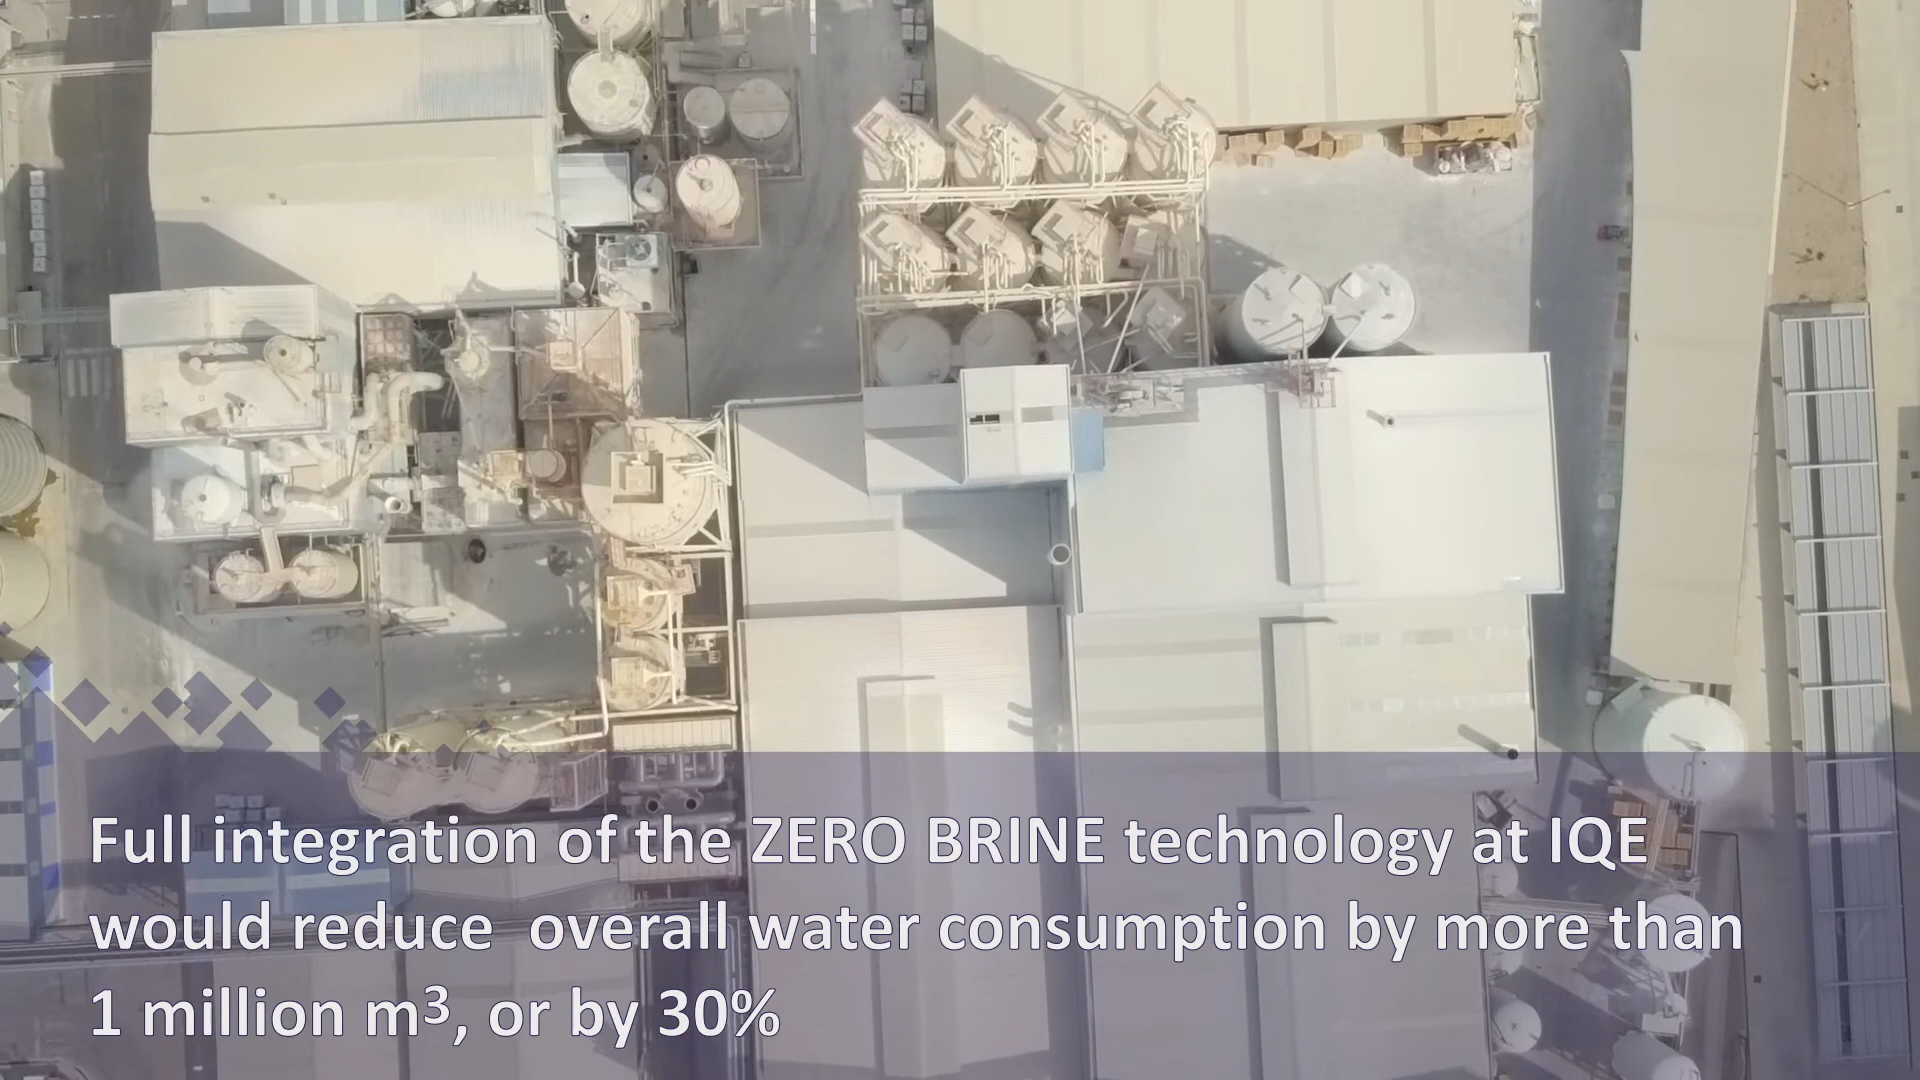 Full integration of the ZERO BRINE technology at IQE
would reduce  overall water consumption by more than
1 million m³, or by 30%